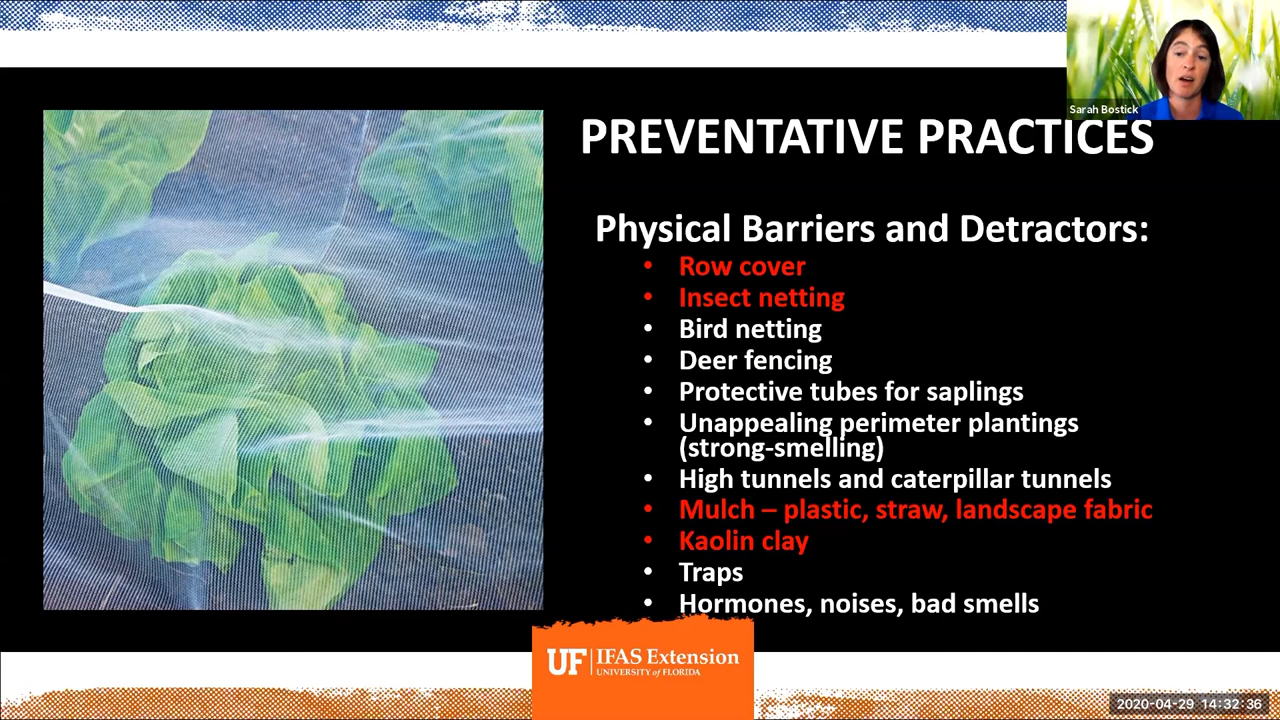 Sarah Bostick
PREVENTATIVE PRACTICES
Physical Barriers and Detractors:
• Row cover
• Insect netting
• Bird netting
• Deer fencing
• Protective tubes for saplings
• Unappealing perimeter plantings
(strong-smelling)
• High tunnels and caterpillar tunnels
• Mulch – plastic, straw, landscape fabric
• Kaolin clay
• Traps
• Hormones, noises, bad smells
UF IFAS Extension
UNIVERSITY of FLORIDA
2020-04-29 14:32:36